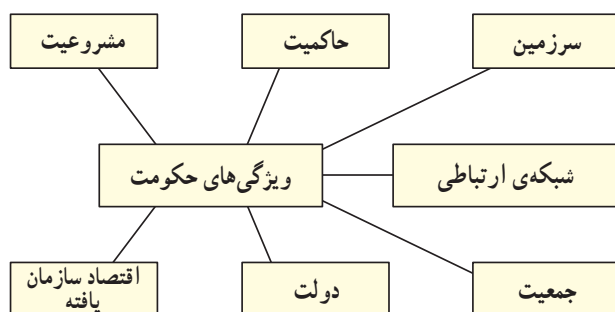 سرزمین
حاکمیت
مشروعیت
شبکه‌ی ارتباطی
ویژگی‌های حکومت
جمعیت
دولت
اقتصاد سازمان
یافته